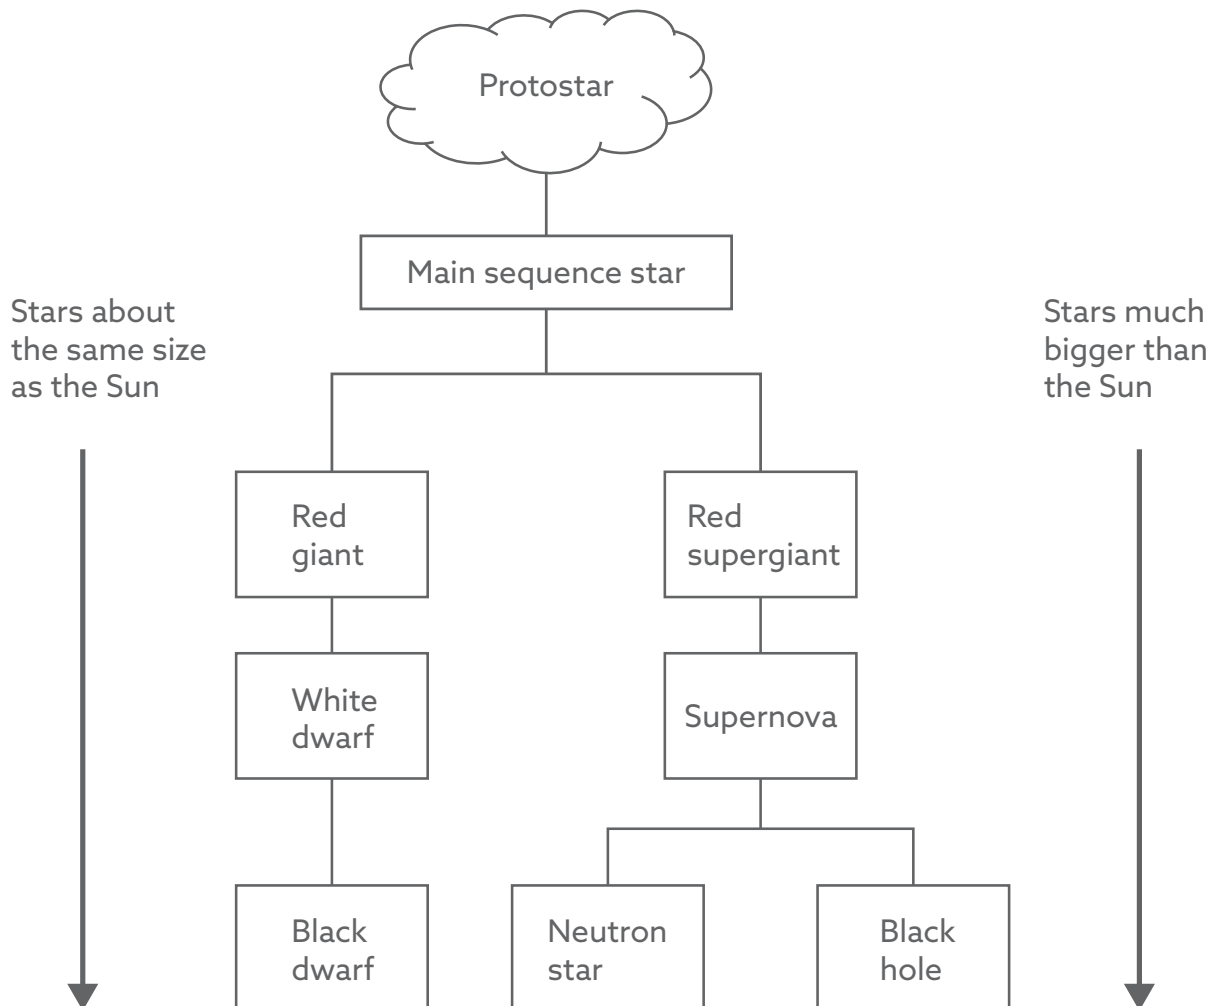 Protostar
Main sequence star
Stars about
the same size
as the Sun
Stars much
bigger than
the Sun
Red
giant
Red
supergiant
White
dwarf
Supernova
Black
dwarf
Neutron
star
Black
hole